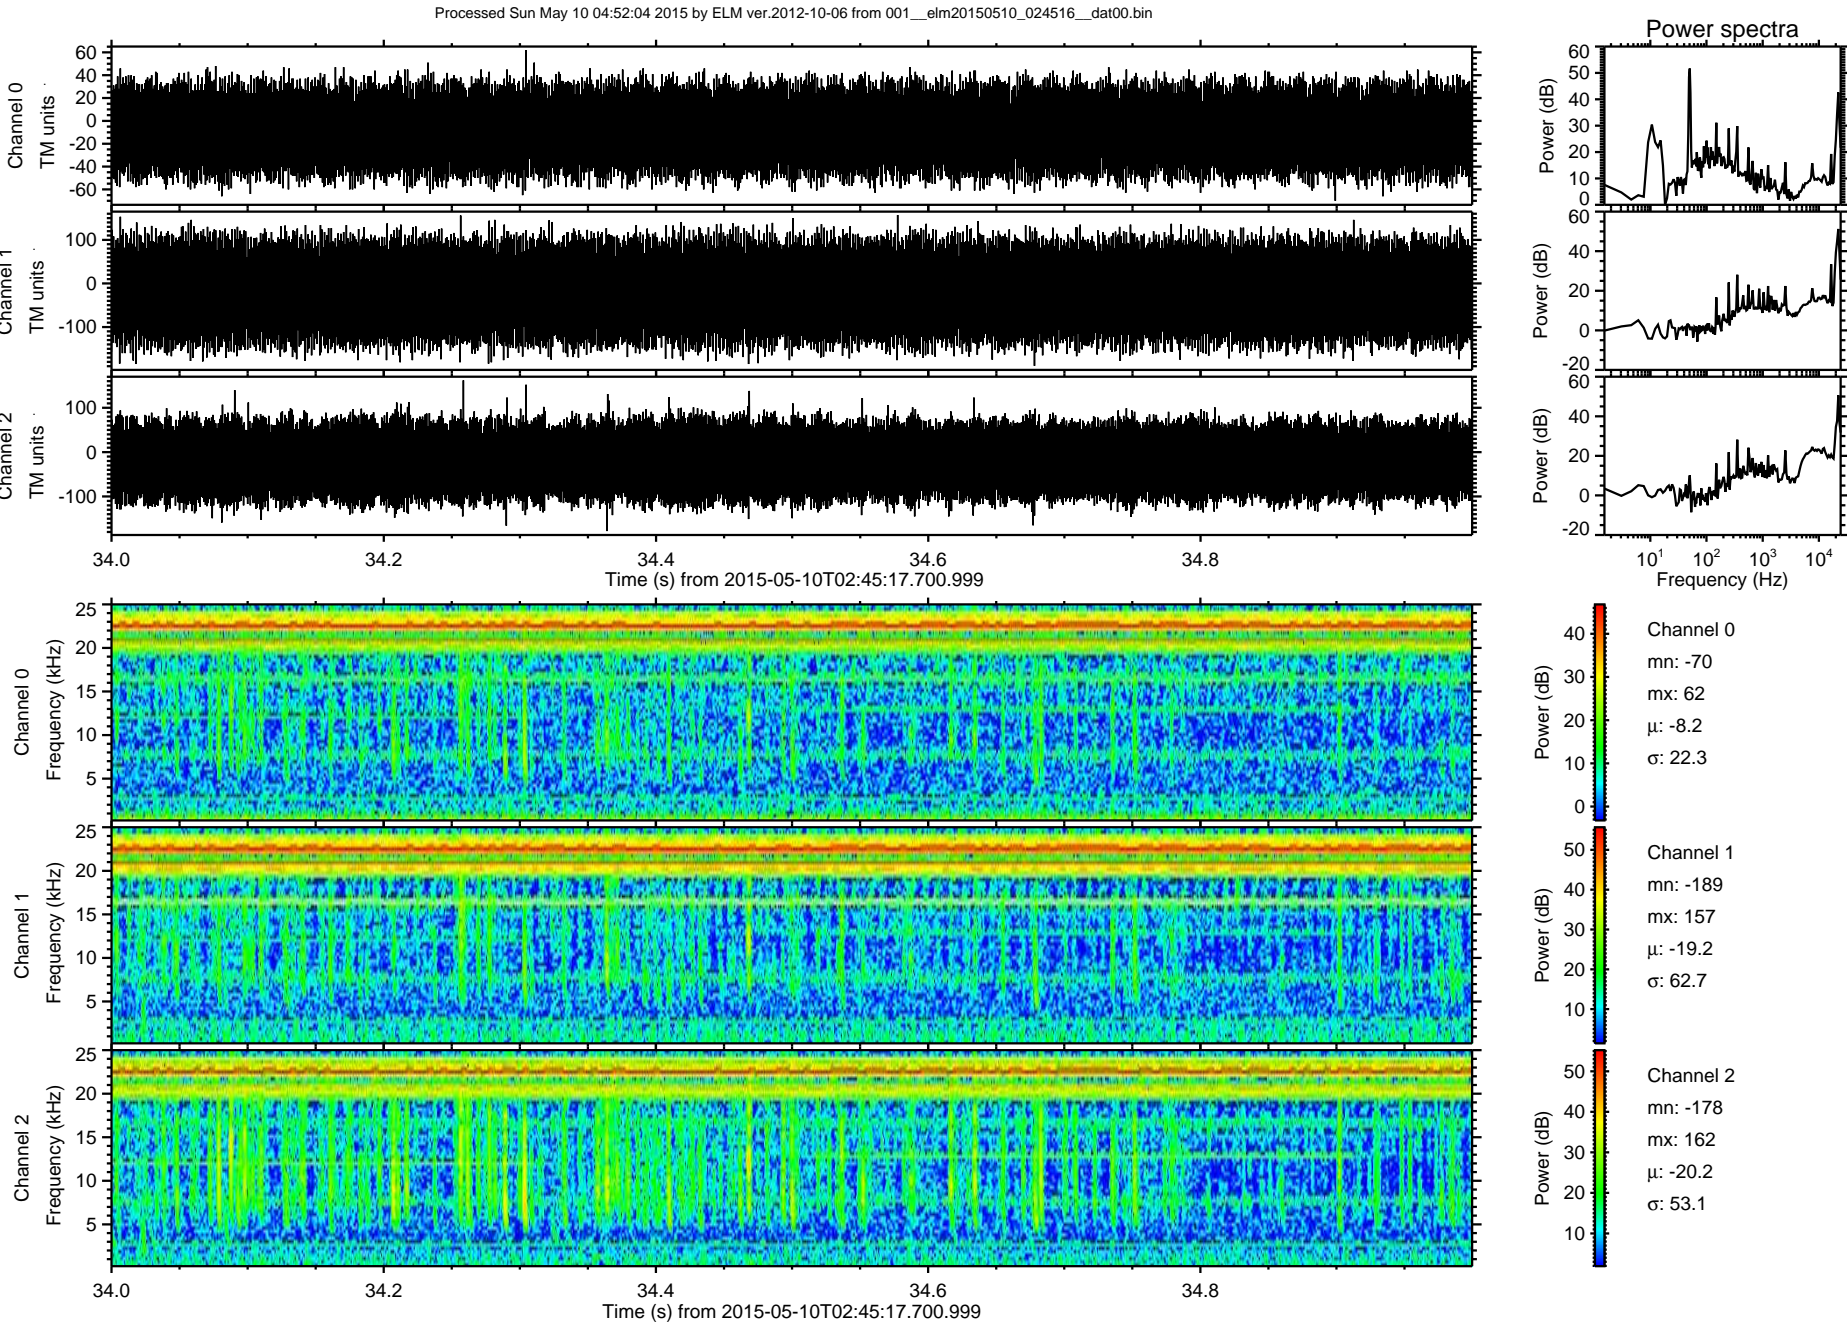 Processed Sun May 10 04:52:04 2015 by ELM ver.2012-10-06 from 001__elm20150510_024516__dat00.bin
Power spectra
Channel 0
TM units
60
40
20
0
-20
-40
-60
Power (dB)
60
50
40
30
20
10
0
Channel 1
TM units
100
0
-100
Power (dB)
60
40
20
0
-20
Channel 2
TM units
100
0
-100
Power (dB)
60
40
20
0
-20
34.0 34.2 34.4 34.6 34.8
Time (s) from 2015-05-10T02:45:17.700.999
10¹ 10² 10³ 10⁴
Frequency (Hz)
Channel 0
Frequency (kHz)
25
20
15
10
5
Power (dB)
40
30
20
10
0
Channel 0
mn: -70
mx: 62
μ: -8.2
σ: 22.3
Channel 1
Frequency (kHz)
25
20
15
10
5
Power (dB)
50
40
30
20
10
Channel 1
mn: -189
mx: 157
μ: -19.2
σ: 62.7
Channel 2
Frequency (kHz)
25
20
15
10
5
Power (dB)
50
40
30
20
10
Channel 2
mn: -178
mx: 162
μ: -20.2
σ: 53.1
34.0 34.2 34.4 34.6 34.8
Time (s) from 2015-05-10T02:45:17.700.999